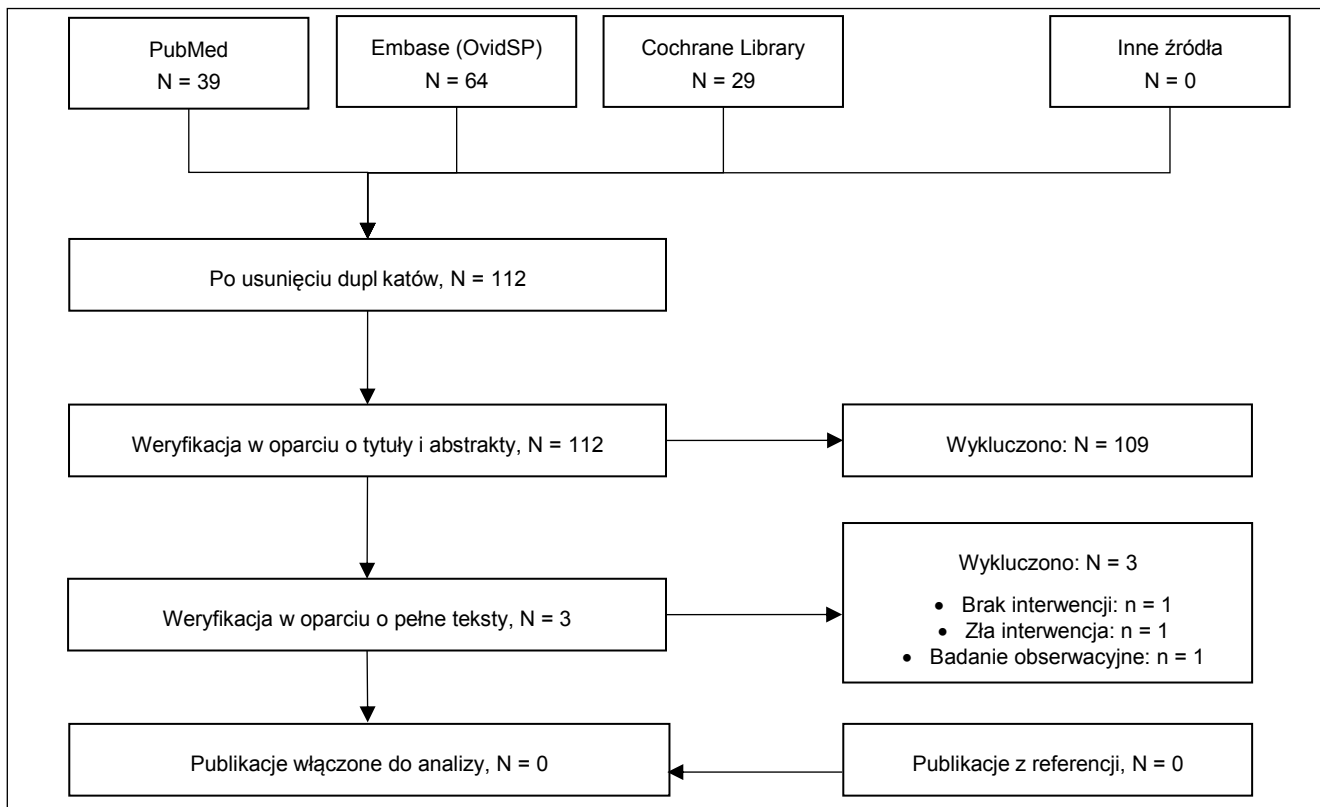 PubMed
N = 39
Embase (OvidSP)
N = 64
Cochrane Library
N = 29
Inne źródła
N = 0
Po usunięciu dupl katów, N = 112
Weryfikacja w oparciu o tytuły i abstrakty, N = 112
Wykluczono: N = 109
Weryfikacja w oparciu o pełne teksty, N = 3
Wykluczono: N = 3
• Brak interwencji: n = 1
• Zła interwencja: n = 1
• Badanie obserwacyjne: n = 1
Publikacje włączone do analizy, N = 0
Publikacje z referencji, N = 0